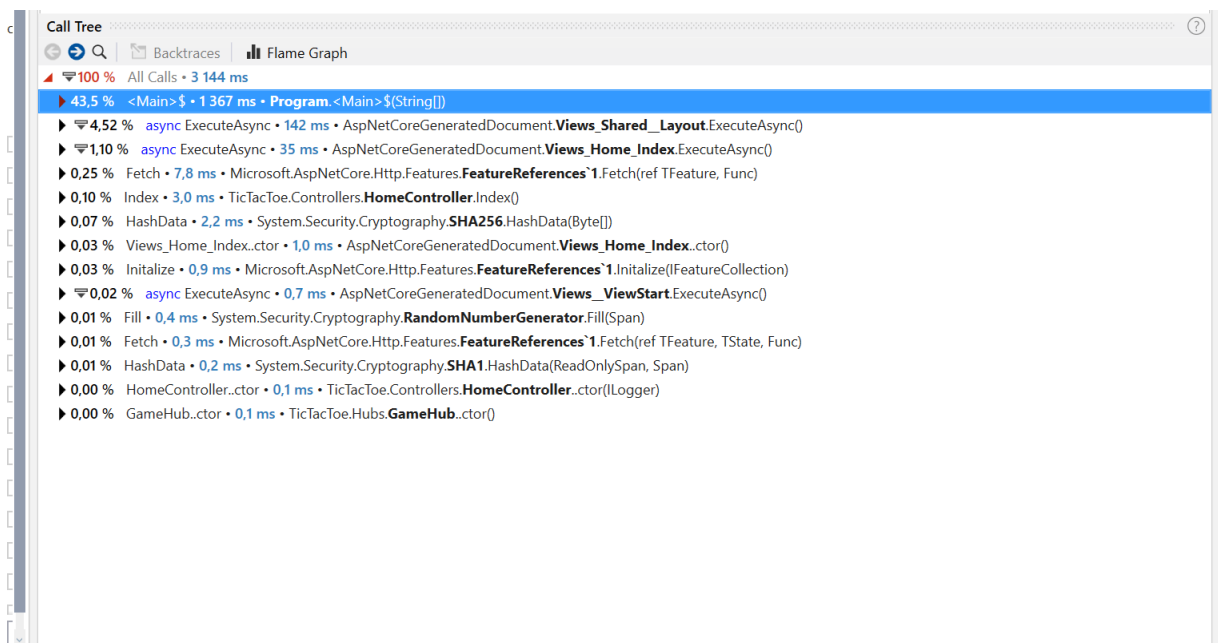 c
Call Tree ?
Backtraces Flame Graph
100 % All Calls • 3 144 ms
43,5 % <Main>$ • 1 367 ms • Program.<Main>$(String[])
4,52 % async ExecuteAsync • 142 ms • AspNetCoreGeneratedDocument.Views_Shared__Layout.ExecuteAsync()
1,10 % async ExecuteAsync • 35 ms • AspNetCoreGeneratedDocument.Views_Home_Index.ExecuteAsync()
0,25 % Fetch • 7,8 ms • Microsoft.AspNetCore.Http.Features.FeatureReferences`1.Fetch(ref TFeature, Func)
0,10 % Index • 3,0 ms • TicTacToe.Controllers.HomeController.Index()
0,07 % HashData • 2,2 ms • System.Security.Cryptography.SHA256.HashData(Byte[])
0,03 % Views_Home_Index..ctor • 1,0 ms • AspNetCoreGeneratedDocument.Views_Home_Index..ctor()
0,03 % Initalize • 0,9 ms • Microsoft.AspNetCore.Http.Features.FeatureReferences`1.Initalize(IFeatureCollection)
0,02 % async ExecuteAsync • 0,7 ms • AspNetCoreGeneratedDocument.Views__ViewStart.ExecuteAsync()
0,01 % Fill • 0,4 ms • System.Security.Cryptography.RandomNumberGenerator.Fill(Span)
0,01 % Fetch • 0,3 ms • Microsoft.AspNetCore.Http.Features.FeatureReferences`1.Fetch(ref TFeature, TState, Func)
0,01 % HashData • 0,2 ms • System.Security.Cryptography.SHA1.HashData(ReadOnlySpan, Span)
0,00 % HomeController..ctor • 0,1 ms • TicTacToe.Controllers.HomeController..ctor(ILogger)
0,00 % GameHub..ctor • 0,1 ms • TicTacToe.Hubs.GameHub..ctor()